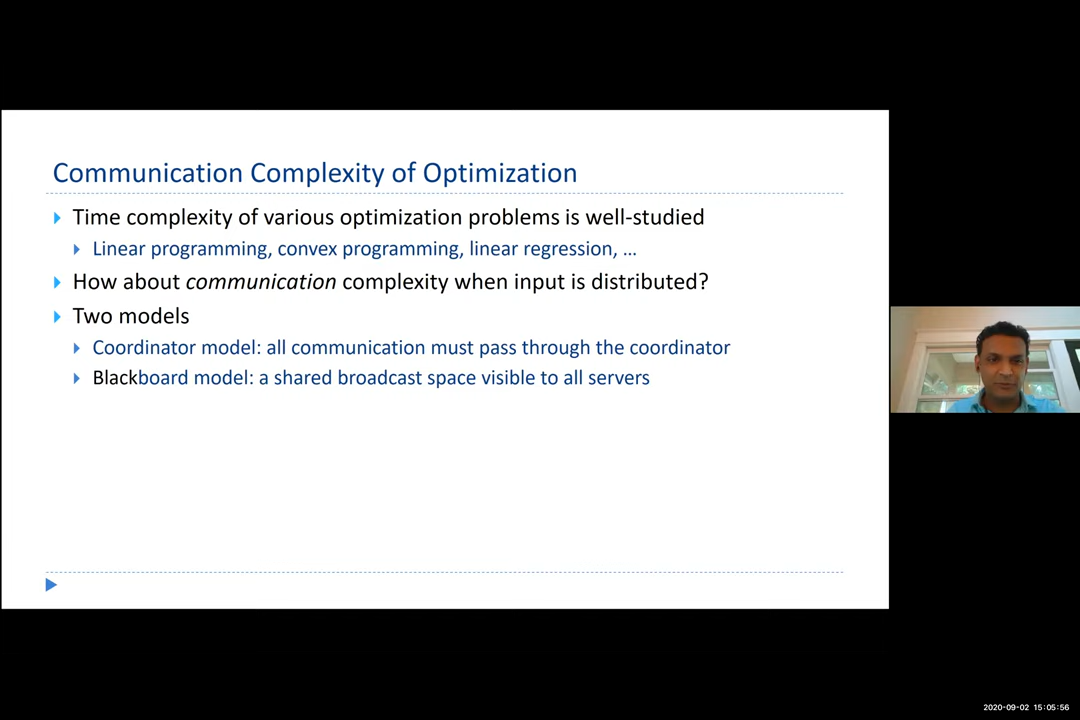 Communication Complexity of Optimization
Time complexity of various optimization problems is well-studied
Linear programming, convex programming, linear regression, …
How about communication complexity when input is distributed?
Two models
Coordinator model: all communication must pass through the coordinator
Blackboard model: a shared broadcast space visible to all servers
2020-09-02 15:05:56